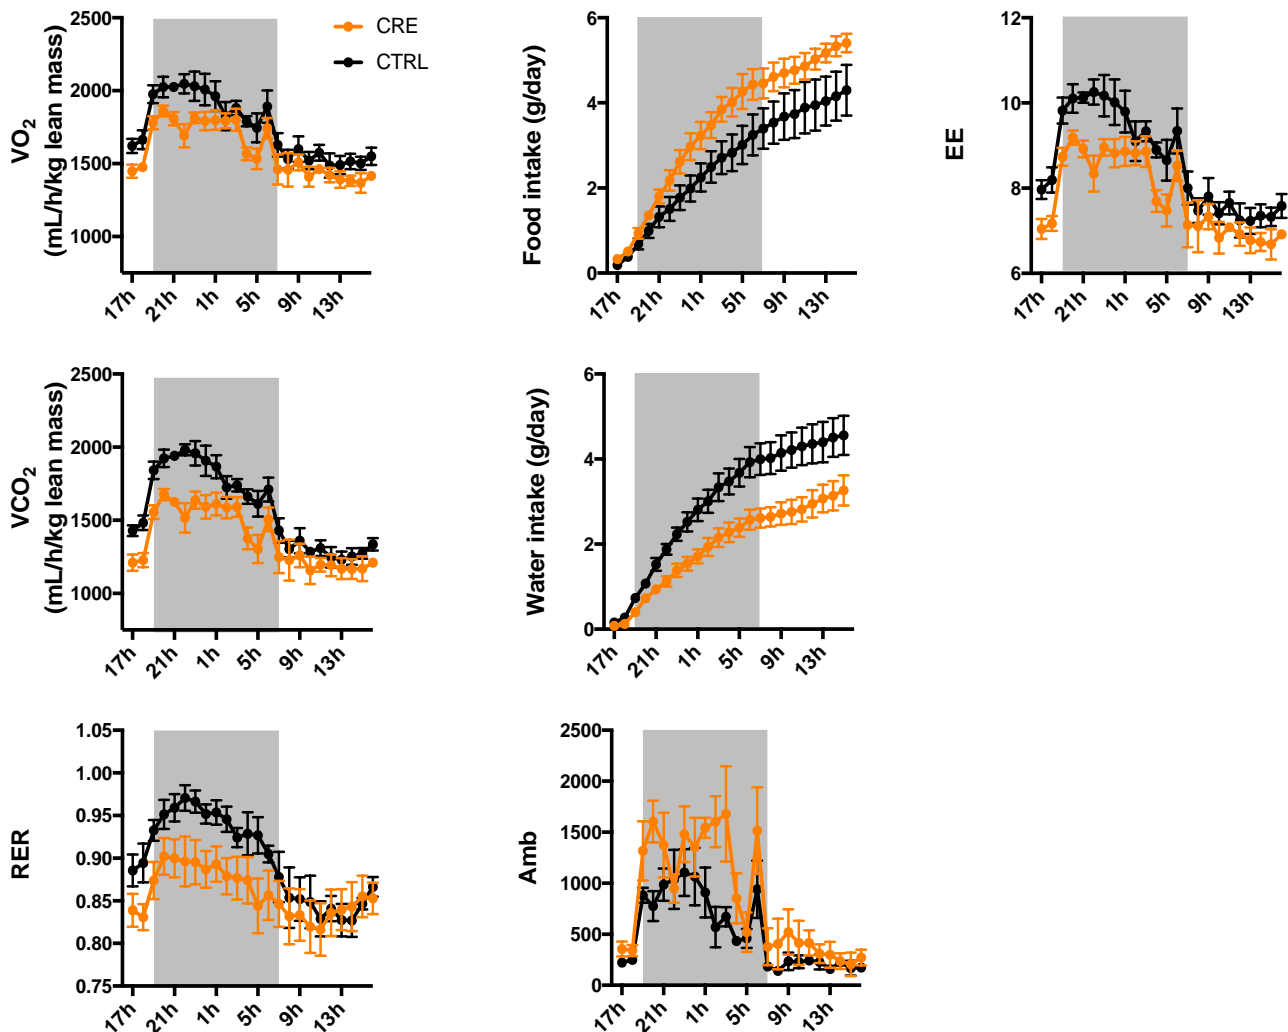 CRE
CTRL
VO2
(mL/h/kg lean mass)
2500
2000
1500
1000
17h 21h 1h 5h 9h 13h
Food intake (g/day)
6
4
2
0
17h 21h 1h 5h 9h 13h
EE
12
10
8
6
17h 21h 1h 5h 9h 13h
VCO2
(mL/h/kg lean mass)
2500
2000
1500
1000
17h 21h 1h 5h 9h 13h
Water intake (g/day)
6
4
2
0
17h 21h 1h 5h 9h 13h
RER
1.05
1.00
0.95
0.90
0.85
0.80
0.75
17h 21h 1h 5h 9h 13h
Amb
2500
2000
1500
1000
500
0
17h 21h 1h 5h 9h 13h